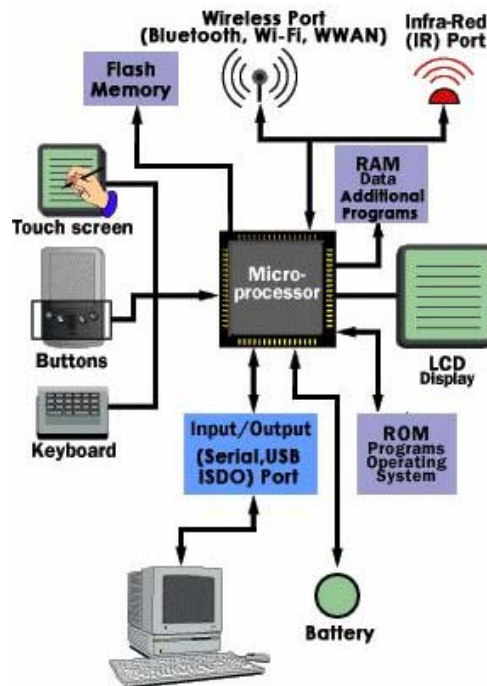 Wireless Port
(Bluetooth, Wi-Fi, WWAN)
Infra-Red
(IR) Port
Flash
Memory
RAM
Data
Additional
Programs
Touch screen
Micro-
processor
Buttons
LCD
Display
Keyboard
Input/Output
(Serial,USB
ISDO) Port
ROM
Programs
Operating
System
Battery